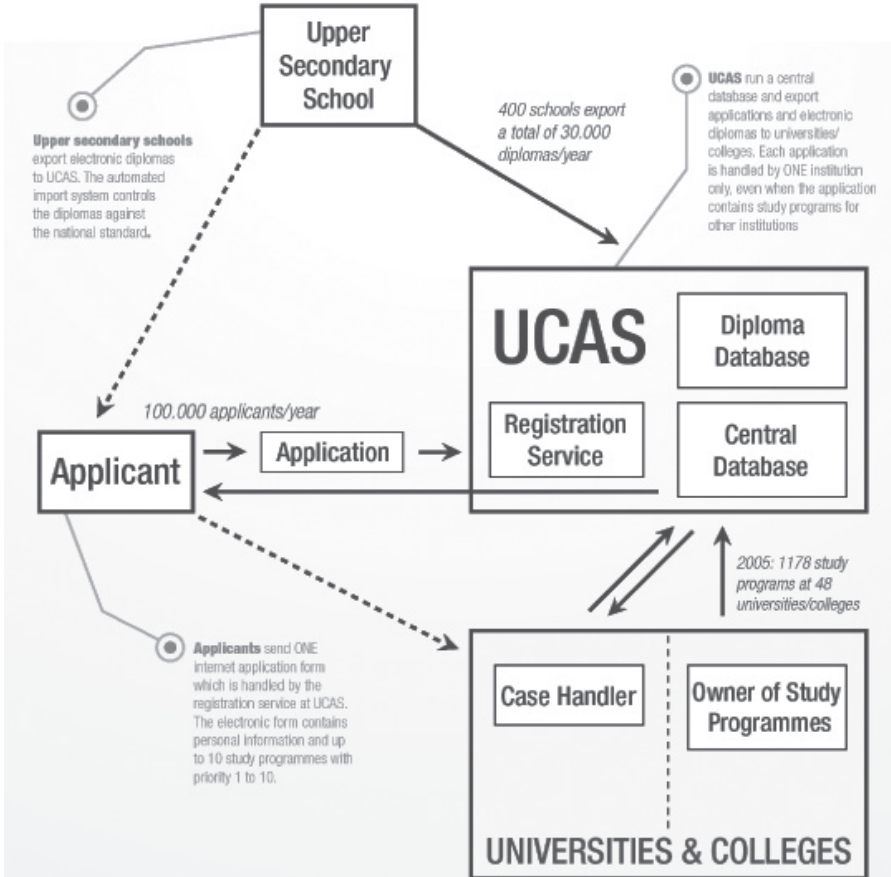 Upper
Secondary
School
400 schools export
a total of 30.000
diplomas/year
UCAS run a central
database and export
applications and electronic
diplomas to universities/
colleges. Each application
is handled by ONE institution
only, even when the application
contains study programs for
other institutions
Upper secondary schools
export electronic diplomas
to UCAS. The automated
import system controls
the diplomas against
the national standard.
UCAS
Diploma
Database
Registration
Service
Central
Database
100.000 applicants/year
Applicant
Application
2005: 1178 study
programs at 48
universities/colleges
Applicants send ONE
internet application form
which is handled by the
registration service at UCAS.
The electronic form contains
personal information and up
to 10 study programmes with
priority 1 to 10.
Case Handler
Owner of Study
Programmes
UNIVERSITIES & COLLEGES